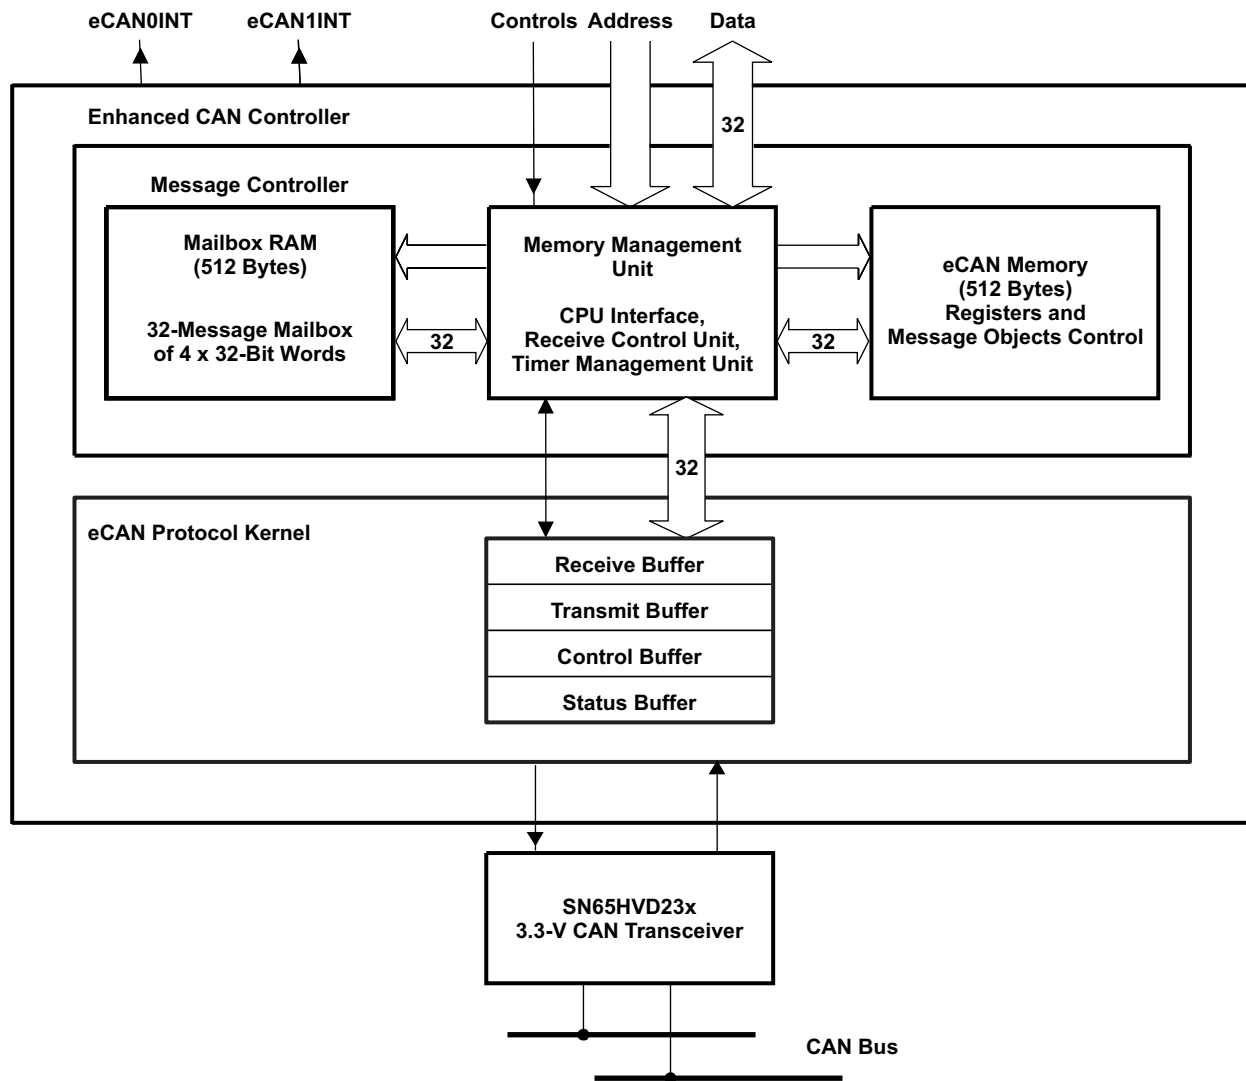 eCAN0INT
eCAN1INT
Controls
Address
Data
32
Enhanced CAN Controller
Message Controller
Mailbox RAM
(512 Bytes)
32-Message Mailbox
of 4 x 32-Bit Words
32
Memory Management
Unit
CPU Interface,
Receive Control Unit,
Timer Management Unit
32
eCAN Memory
(512 Bytes)
Registers and
Message Objects Control
32
eCAN Protocol Kernel
Receive Buffer
Transmit Buffer
Control Buffer
Status Buffer
SN65HVD23x
3.3-V CAN Transceiver
CAN Bus